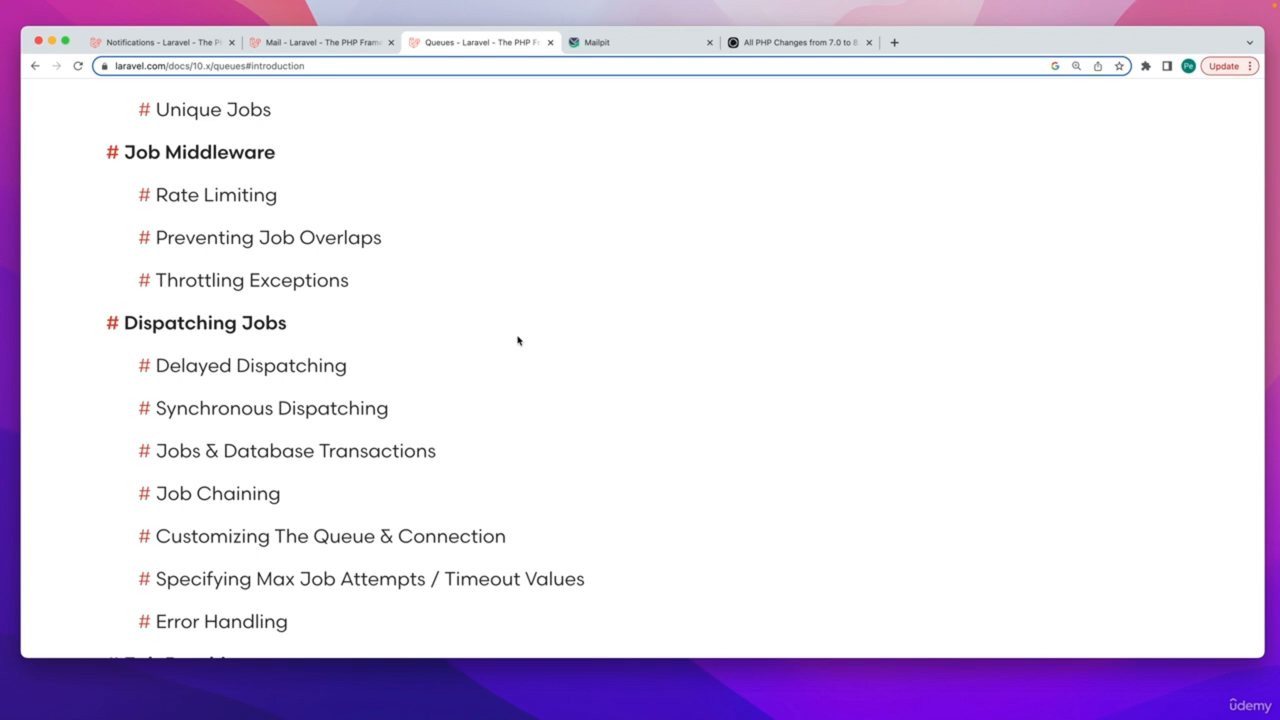 Notifications - Laravel - The P
Mail - Laravel - The PHP Fram
Queues - Laravel - The PHP F
Mailpit
All PHP Changes from 7.0 to 8
laravel.com/docs/10.x/queues#introduction
Pe
Update
# Unique Jobs
# Job Middleware
# Rate Limiting
# Preventing Job Overlaps
# Throttling Exceptions
# Dispatching Jobs
# Delayed Dispatching
# Synchronous Dispatching
# Jobs & Database Transactions
# Job Chaining
# Customizing The Queue & Connection
# Specifying Max Job Attempts / Timeout Values
# Error Handling
udemy